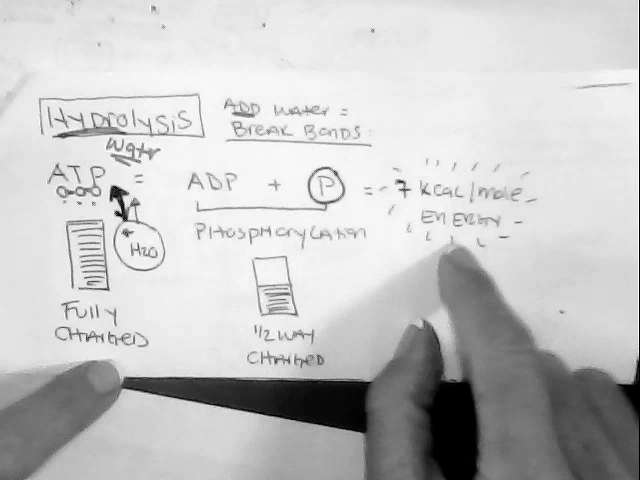 Hydrolysis
Water
ADD Water =
Break Bonds:
ATP = ADP + P = -7 Kcal/mole
ENERGY
+ H2O
PHosPHorylation
Fully
CHARGED
1/2 WAY
CHARGED